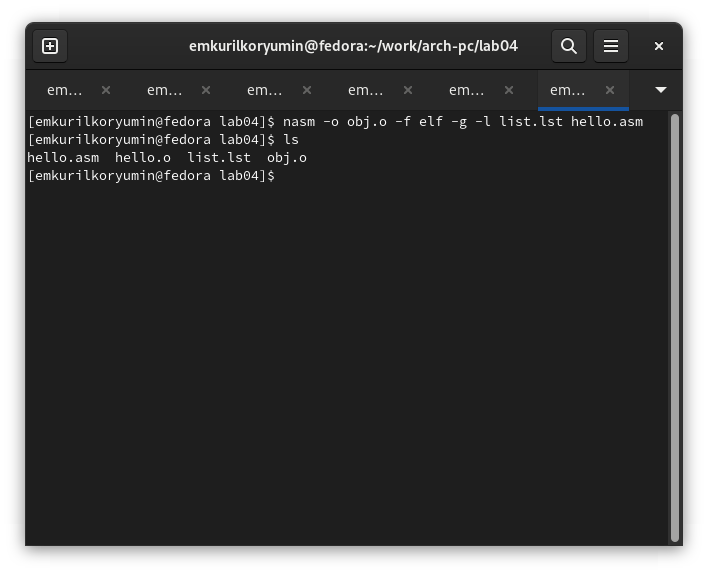 emkurilkoryumin@fedora:~/work/arch-pc/lab04
em... em... em... em... em... em...
[emkurilkoryumin@fedora lab04]$ nasm -o obj.o -f elf -g -l list.lst hello.asm
[emkurilkoryumin@fedora lab04]$ ls
hello.asm  hello.o  list.lst  obj.o
[emkurilkoryumin@fedora lab04]$